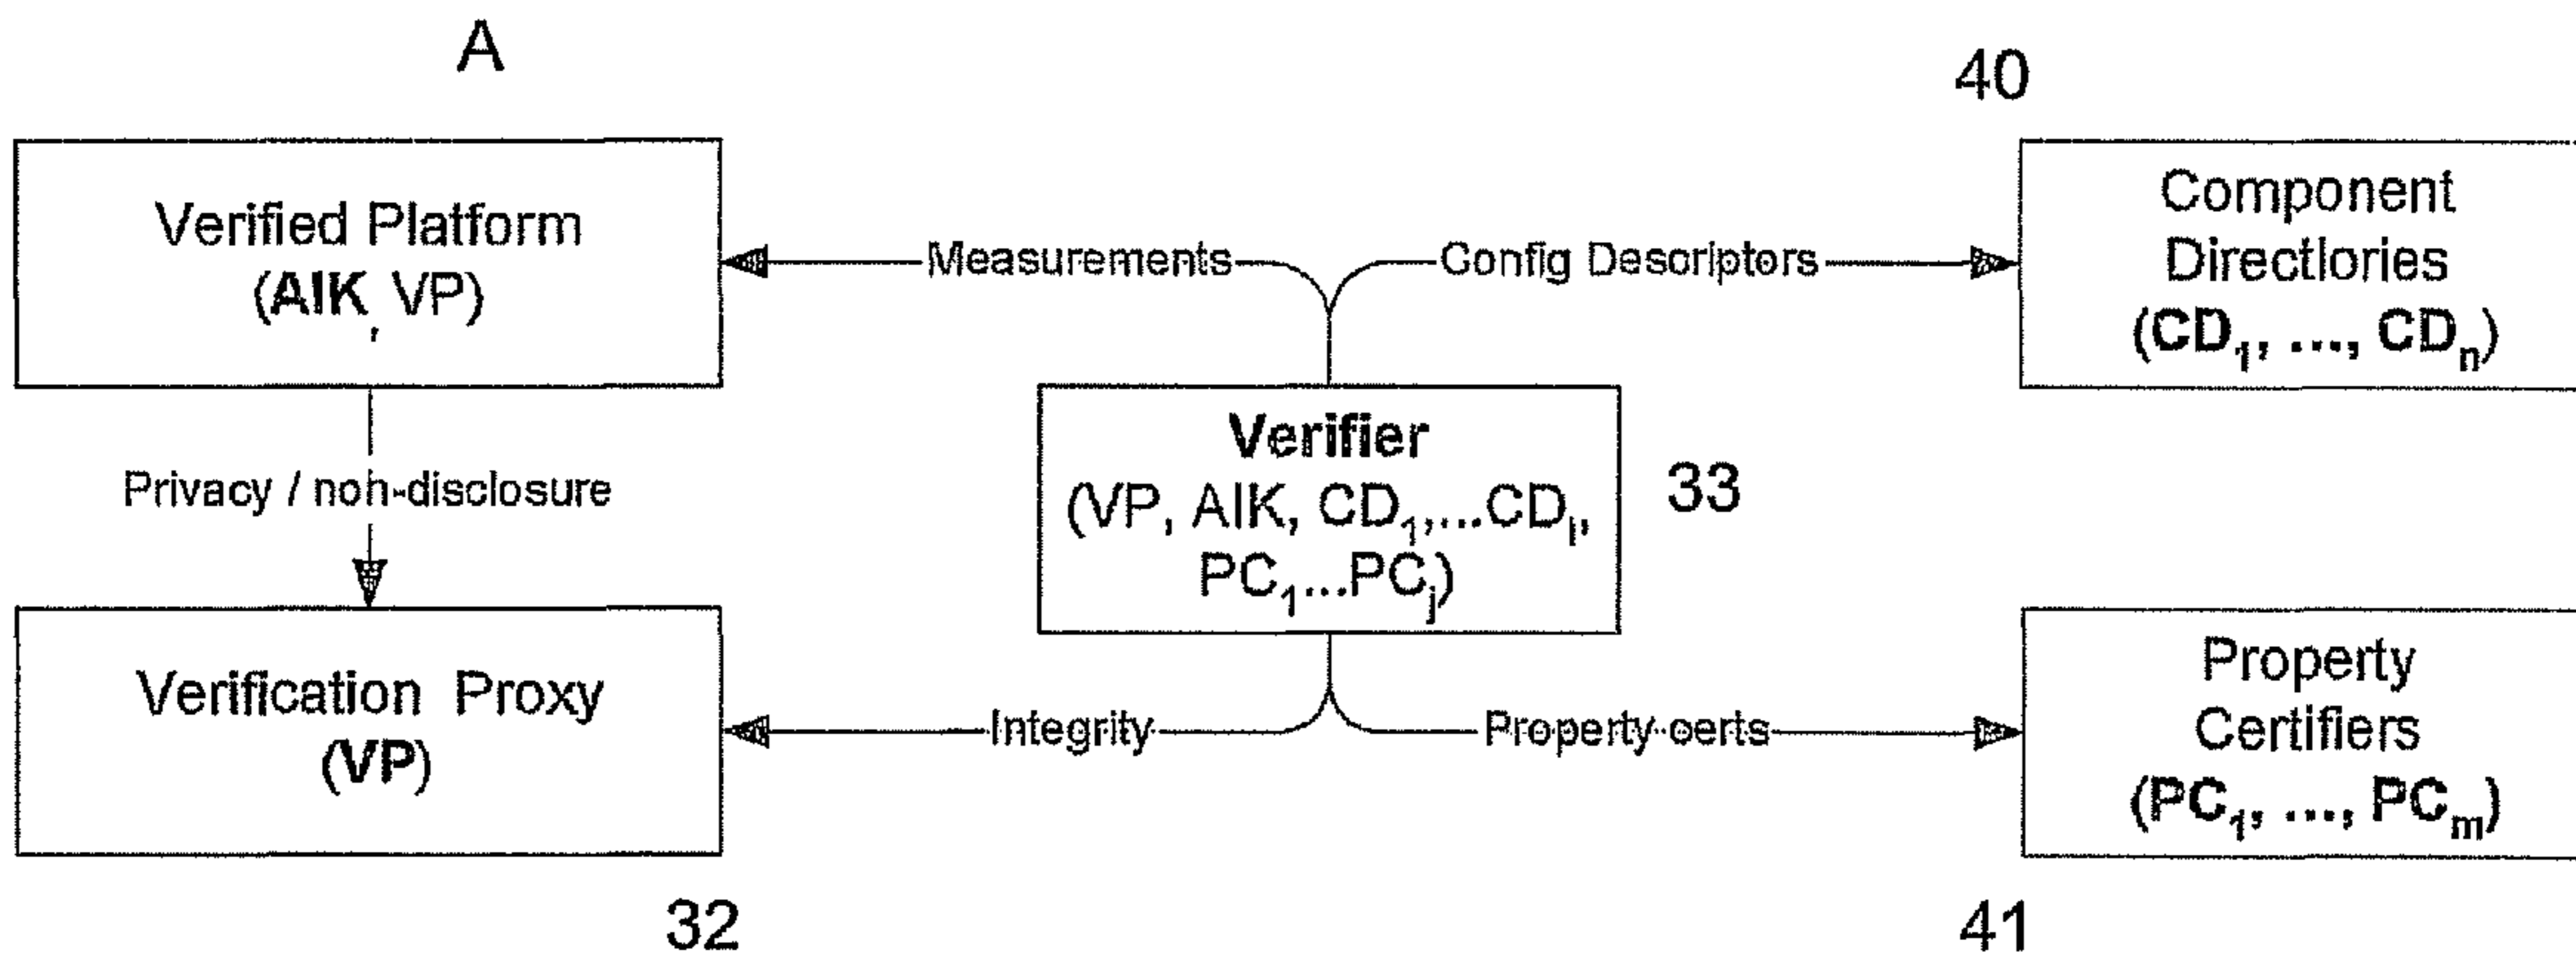 A
40
Verified Platform
(AIK, VP)
Measurements
Config Descriptors
Component
Directlories
(CD1, ..., CDn)
Verifier
(VP, AIK, CD1,...CDi,
PC1...PCj)
33
Privacy / non-disclosure
Verification Proxy
(VP)
Integrity
Property certs
Property
Certifiers
(PC1, ..., PCm)
32
41